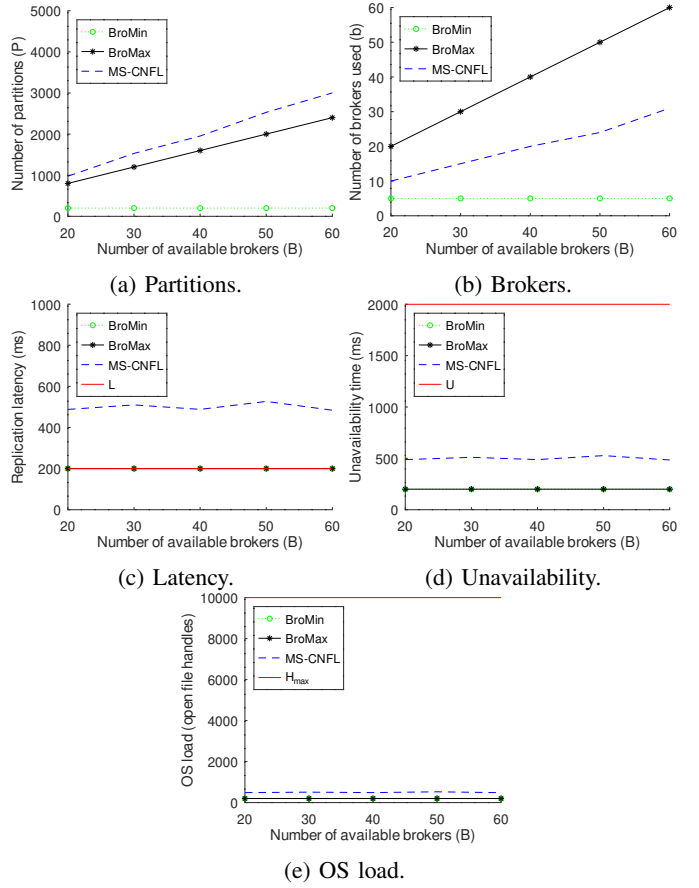 5000
4000
3000
2000
1000
0
Number of partitions (P)
BroMin
BroMax
MS-CNFL
20 30 40 50 60
Number of available brokers (B)
(a) Partitions.
60
50
40
30
20
10
0
Number of brokers used (b)
BroMin
BroMax
MS-CNFL
20 30 40 50 60
Number of available brokers (B)
(b) Brokers.
1000
800
600
400
200
0
Replication latency (ms)
BroMin
BroMax
MS-CNFL
L
20 30 40 50 60
Number of available brokers (B)
(c) Latency.
2000
1500
1000
500
0
Unavailability time (ms)
BroMin
BroMax
MS-CNFL
U
20 30 40 50 60
Number of available brokers (B)
(d) Unavailability.
10000
8000
6000
4000
2000
0
OS load (open file handles)
BroMin
BroMax
MS-CNFL
Hmax
20 30 40 50 60
Number of available brokers (B)
(e) OS load.